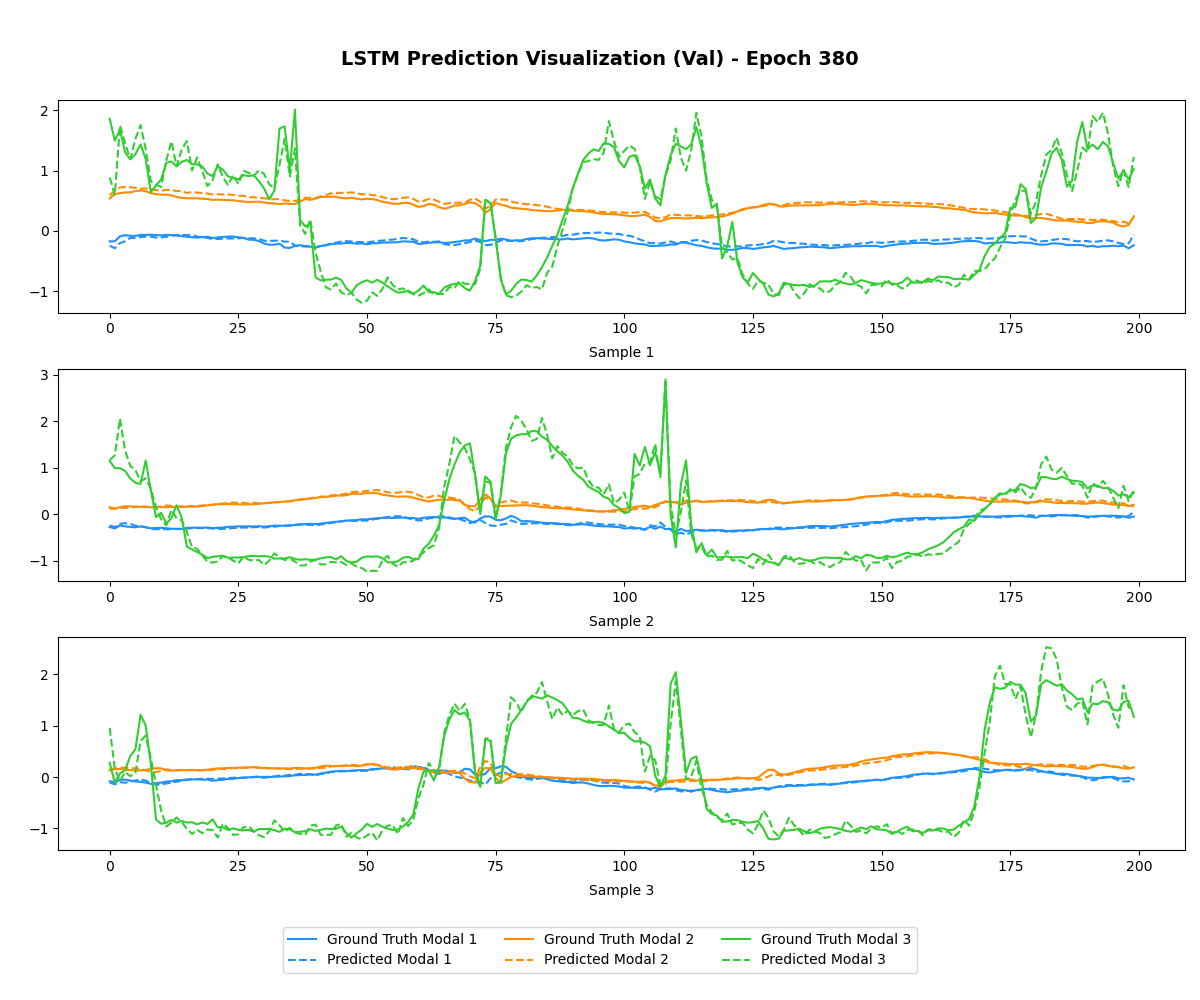 LSTM Prediction Visualization (Val) - Epoch 380
2
1
0
−1
0 25 50 75 100 125 150 175 200
Sample 1
3
2
1
0
−1
0 25 50 75 100 125 150 175 200
Sample 2
2
1
0
−1
0 25 50 75 100 125 150 175 200
Sample 3
Ground Truth Modal 1 Ground Truth Modal 2 Ground Truth Modal 3
Predicted Modal 1 Predicted Modal 2 Predicted Modal 3